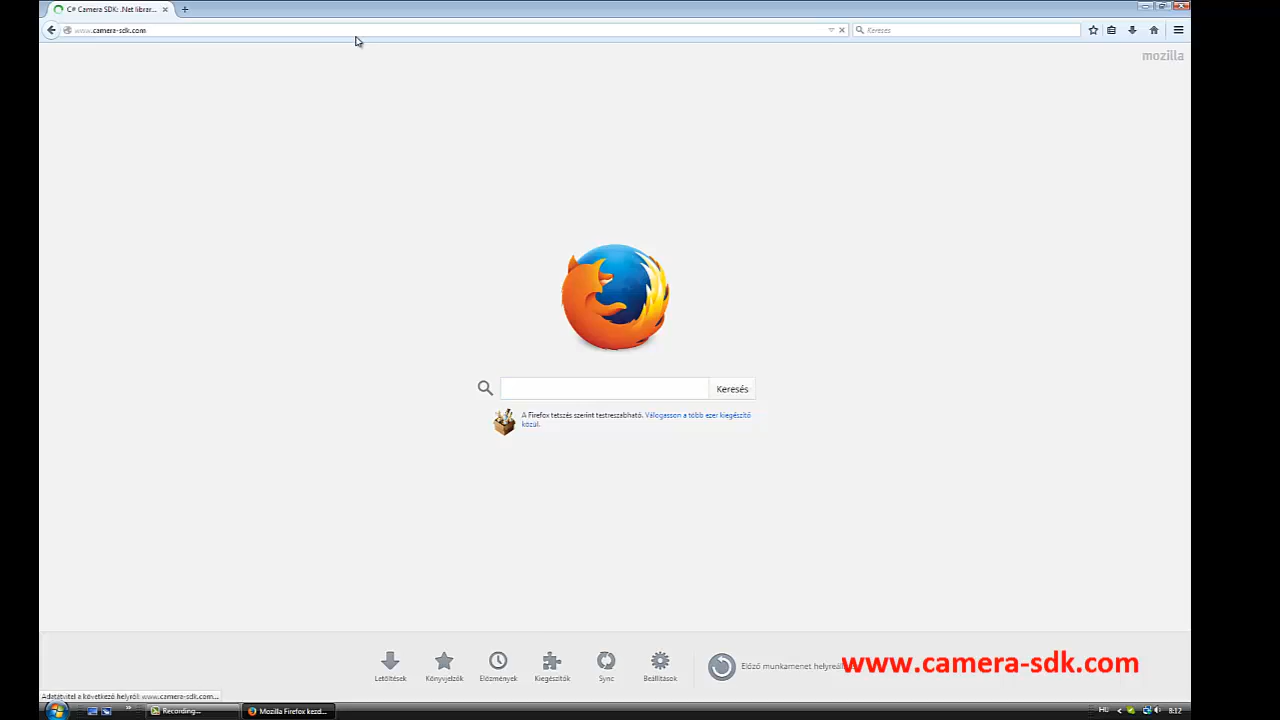 C# Camera SDK: .Net librar...
www.camera-sdk.com
Keresés
mozilla
Keresés
A Firefox tetszés szerint testreszabható. Válogasson a több ezer kiegészítő
közül.
Letöltések
Könyvjelzők
Előzmények
Kiegészítők
Sync
Beállítások
Előző munkamenet helyreáll
www.camera-sdk.com
Adatátvitel a következő helyről: www.camera-sdk.com...
Recording...
Mozilla Firefox kezd...
HU
8:12